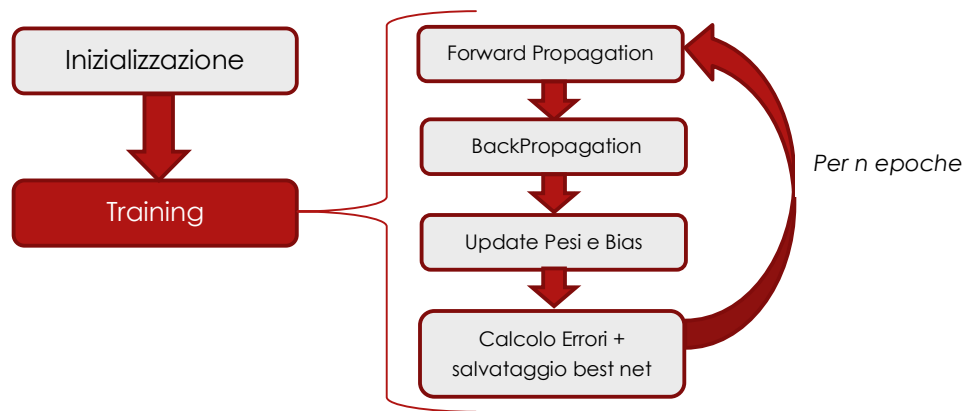 Inizializzazione
Training
Forward Propagation
BackPropagation
Update Pesi e Bias
Calcolo Errori +
salvataggio best net
Per n epoche